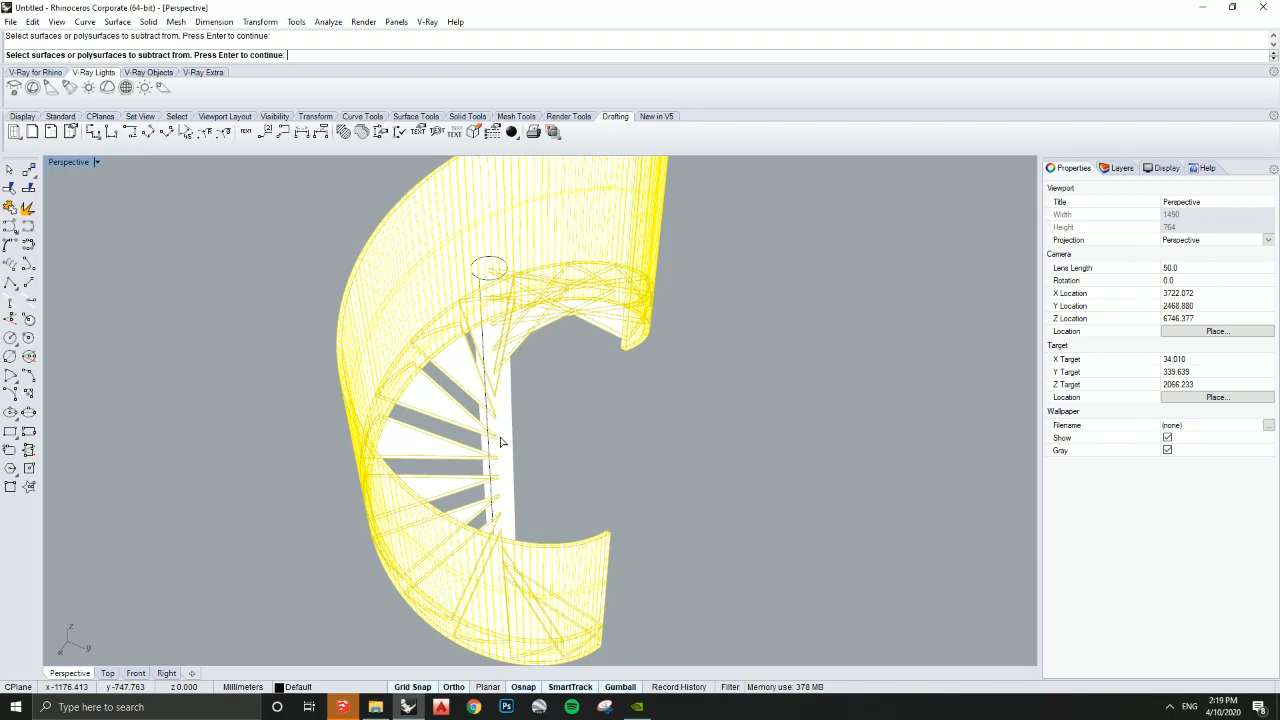 Untitled - Rhinoceros Corporate (64-bit) - [Perspective]
File Edit View Curve Surface Solid Mesh Dimension Transform Tools Analyze Render Panels V-Ray Help
Select surfaces or polysurfaces to subtract from. Press Enter to continue:
Select surfaces or polysurfaces to subtract from. Press Enter to continue:
V-Ray for Rhino V-Ray Lights V-Ray Objects V-Ray Extra
Display Standard CPlanes Set View Select Viewport Layout Visibility Transform Curve Tools Surface Tools Solid Tools Mesh Tools Render Tools Drafting New in V5
Perspective
Properties Layers Display Help
Viewport
Title Perspective
Width 1490
Height 764
Projection Perspective
Camera
Lens Length 50.0
Rotation 0.0
X Location 3722.072
Y Location 2468.880
Z Location 6746.377
Location Place...
Target
X Target 34.010
Y Target 339.639
Z Target 2066.233
Location Place...
Wallpaper
Filename (none) ...
Show
Gray
z
y
x
Perspective Top Front Right
CPlane x -1176.413 y -747.763 z 0.000 Millimeters Default Grid Snap Ortho Planar Osnap SmartTrack Gumball Record History Filter Memory use: 378 MB
Type here to search
Ps
ENG
2:19 PM
4/10/2020
8